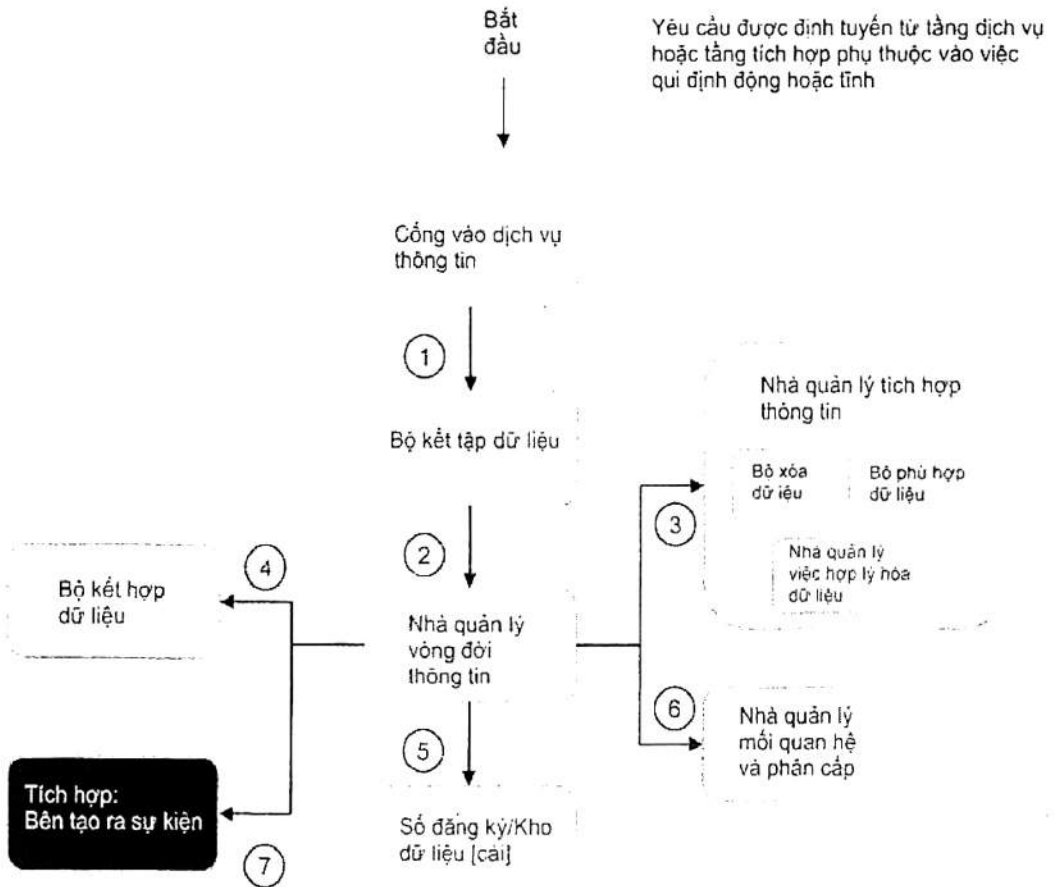 Bắt
đầu
Yêu cầu được định tuyến từ tầng dịch vụ
hoặc tầng tích hợp phụ thuộc vào việc
qui định động hoặc tĩnh
Cổng vào dịch vụ
thông tin
1
Bộ kết tập dữ liệu
Nhà quản lý tích hợp
thông tin
Bộ xóa
dữ iệu
Bộ phù hợp
dữ liệu
3
Nhà quản lý
việc hợp lý hóa
dữ liệu
2
4
Bộ kết hợp
dữ liệu
Nhà quản lý
vòng đời
thông tin
6
Nhà quản lý
mối quan hệ
và phân cấp
5
Tích hợp:
Bên tạo ra sự kiện
7
Số đăng ký/Kho
dữ liệu [cái]